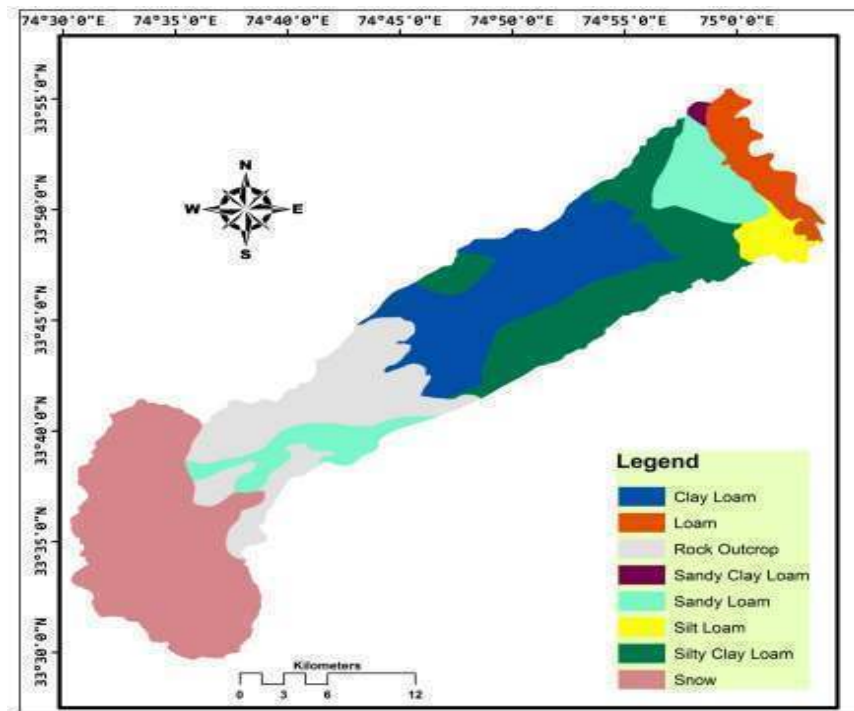 74°30'0"E 74°35'0"E 74°40'0"E 74°45'0"E 74°50'0"E 74°55'0"E 75°0'0"E
33°55'0"N
33°50'0"N
33°45'0"N
33°40'0"N
33°35'0"N
33°30'0"N
N
W E
S
Legend
Clay Loam
Loam
Rock Outcrop
Sandy Clay Loam
Sandy Loam
Silt Loam
Silty Clay Loam
Snow
Kilometers
0 3 6 12